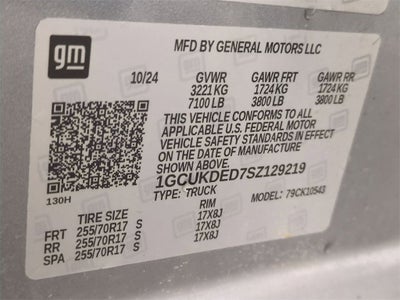 gm
MFD BY GENERAL MOTORS LLC
10/24 GVWR GAWR FRT GAWR RR
3221 KG 1724 KG 1724 KG
7100 LB 3800 LB 3800 LB
THIS VEHICLE CONFORMS TO ALL
APPLICABLE U.S. FEDERAL MOTOR
VEHICLE SAFETY STANDARDS IN EFFECT
ON THE DATE OF MANUFACTURE
SHOWN ABOVE.
1GCUKDED7SZ129219
130H TYPE: TRUCK MODEL: 79CK10543
TIRE SIZE RIM
FRT 255/70R17 S 17X8J
RR 255/70R17 S 17X8J
SPA 255/70R17 S 17X8J